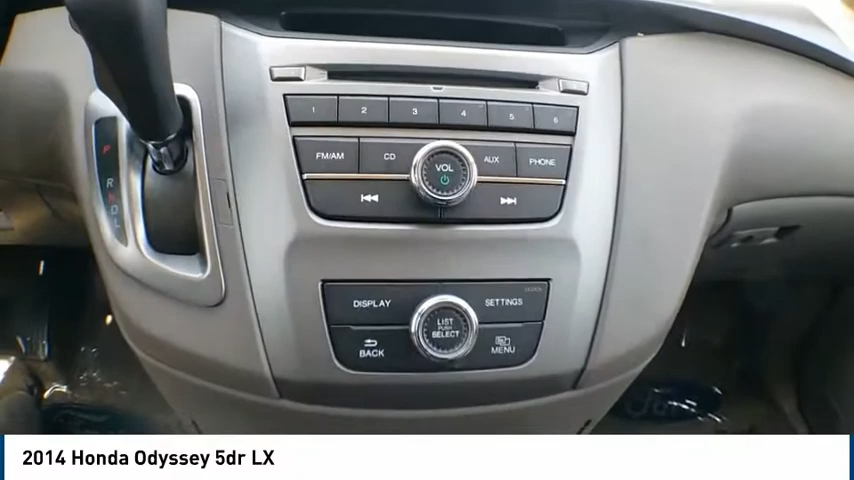 1 2 3 4 5 6
FM/AM CD VOL AUX PHONE
P
R
N
D
L
DISPLAY SETTINGS
LIST
PUSH
SELECT
BACK MENU
2014 Honda Odyssey 5dr LX